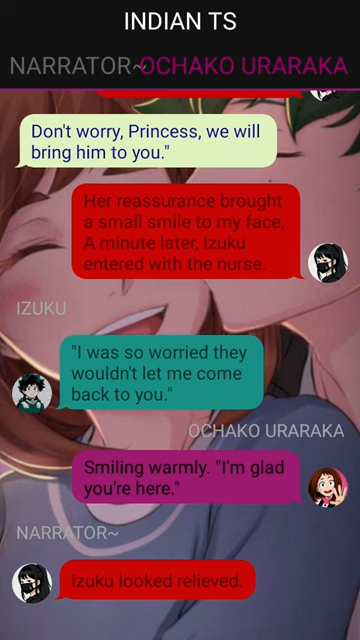 INDIAN TS
NARRATOR~
OCHAKO URARAKA
Don't worry, Princess, we will
bring him to you."
Her reassurance brought
a small smile to my face,
A minute later, Izuku
entered with the nurse.
IZUKU
"I was so worried they
wouldn't let me come
back to you."
OCHAKO URARAKA
Smiling warmly. "I'm glad
you're here."
NARRATOR~
Izuku looked relieved.